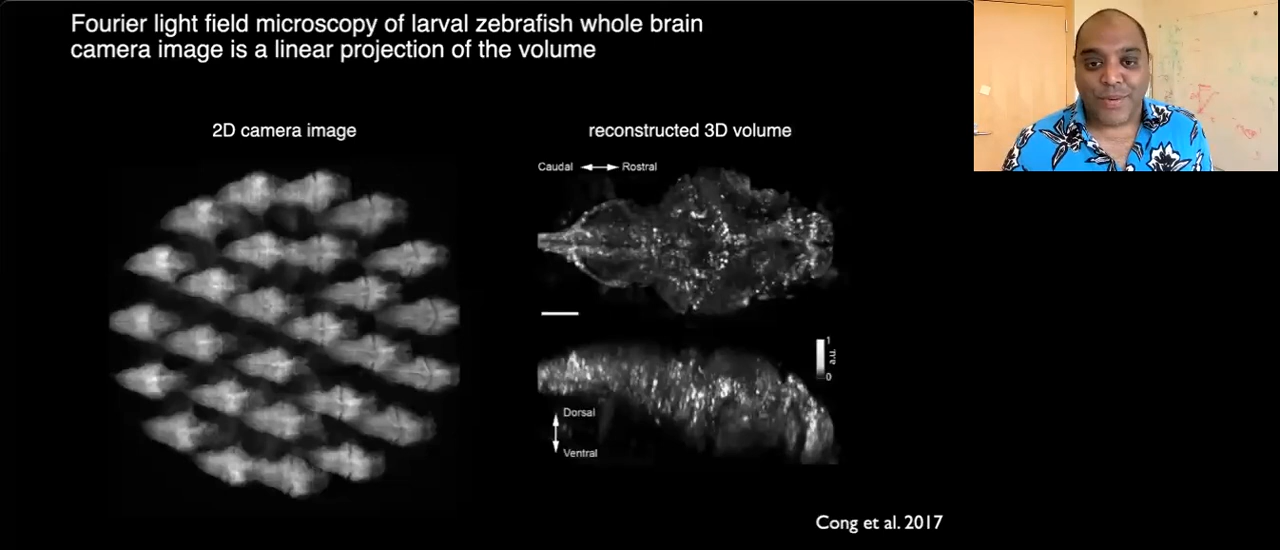 Fourier light field microscopy of larval zebrafish whole brain
camera image is a linear projection of the volume
2D camera image
reconstructed 3D volume
Caudal
Rostral
1
a.u.
0
Dorsal
Ventral
Cong et al. 2017